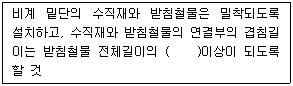 비계 밑단의 수직재와 받침철물은 밀착되도록
설치하고, 수직재와 받침철물의 연결부의 겹침길
이는 받침철물 전체길이의 (    )이상이 되도록
할 것